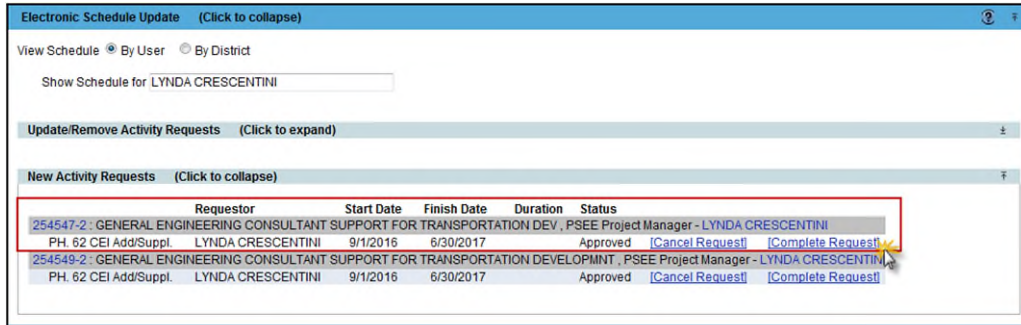 Electronic Schedule Update (Click to collapse)
View Schedule By User By District
Show Schedule for LYNDA CRESCENTINI
Update/Remove Activity Requests (Click to expand)
New Activity Requests (Click to collapse)
Requestor Start Date Finish Date Duration Status
254547-2 : GENERAL ENGINEERING CONSULTANT SUPPORT FOR TRANSPORTATION DEV , PSEE Project Manager - LYNDA CRESCENTINI
PH. 62 CEI Add/Suppl. LYNDA CRESCENTINI 9/1/2016 6/30/2017 Approved [Cancel Request] [Complete Request]
254549-2 : GENERAL ENGINEERING CONSULTANT SUPPORT FOR TRANSPORTATION DEVELOPMNT , PSEE Project Manager - LYNDA CRESCENTIN
PH. 62 CEI Add/Suppl. LYNDA CRESCENTINI 9/1/2016 6/30/2017 Approved [Cancel Request] [Complete Request]